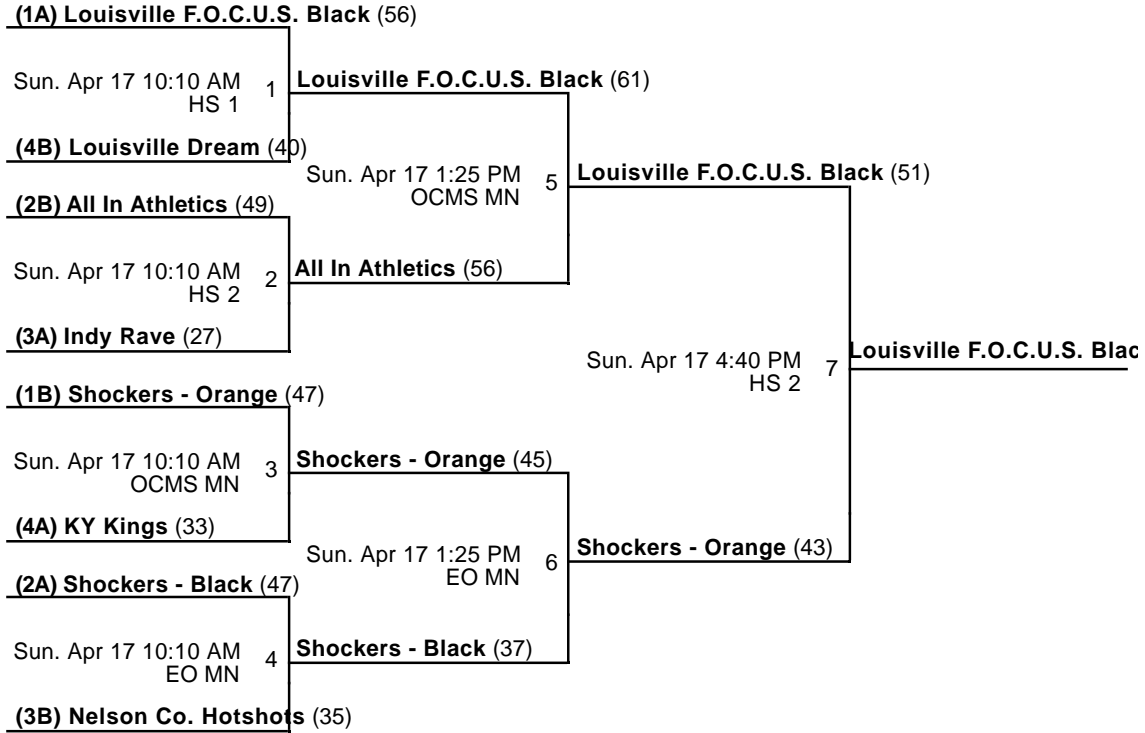 (1A) Louisville F.O.C.U.S. Black (56)
Sun. Apr 17 10:10 AM
HS 1
1
Louisville F.O.C.U.S. Black (61)
(4B) Louisville Dream (40)
Sun. Apr 17 1:25 PM
OCMS MN
5
Louisville F.O.C.U.S. Black (51)
(2B) All In Athletics (49)
Sun. Apr 17 10:10 AM
HS 2
2
All In Athletics (56)
(3A) Indy Rave (27)
Sun. Apr 17 4:40 PM
HS 2
7
Louisville F.O.C.U.S. Blac
(1B) Shockers - Orange (47)
Sun. Apr 17 10:10 AM
OCMS MN
3
Shockers - Orange (45)
(4A) KY Kings (33)
Sun. Apr 17 1:25 PM
EO MN
6
Shockers - Orange (43)
(2A) Shockers - Black (47)
Sun. Apr 17 10:10 AM
EO MN
4
Shockers - Black (37)
(3B) Nelson Co. Hotshots (35)